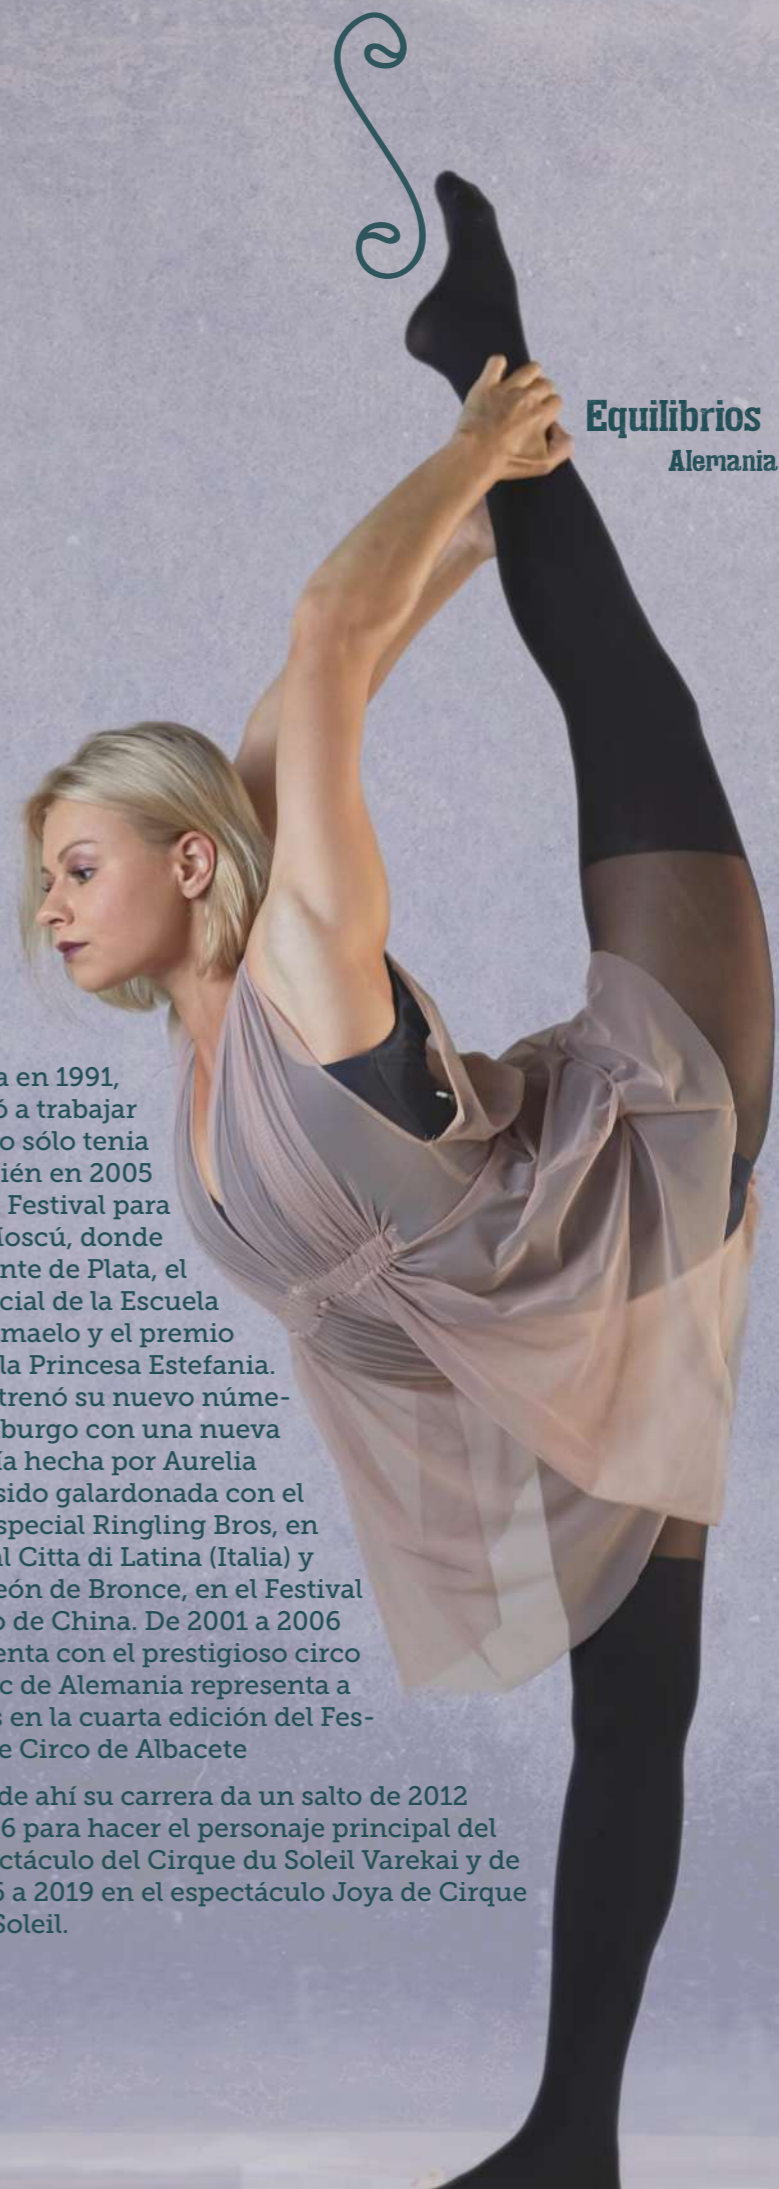 Equilibrios
Alemania
a en 1991,
ó a trabajar
o sólo tenia
ién en 2005
Festival para
Moscú, donde
nte de Plata, el
cial de la Escuela
maelo y el premio
la Princesa Estefania.
trenó su nuevo núme-
burgo con una nueva
ía hecha por Aurelia
sido galardonada con el
special Ringling Bros, en
al Citta di Latina (Italia) y
eón de Bronce, en el Festival
o de China. De 2001 a 2006
enta con el prestigioso circo
c de Alemania representa a
s en la cuarta edición del Fes-
e Circo de Albacete
de ahí su carrera da un salto de 2012
6 para hacer el personaje principal del
ctáculo del Cirque du Soleil Varekai y de
6 a 2019 en el espectáculo Joya de Cirque
Soleil.